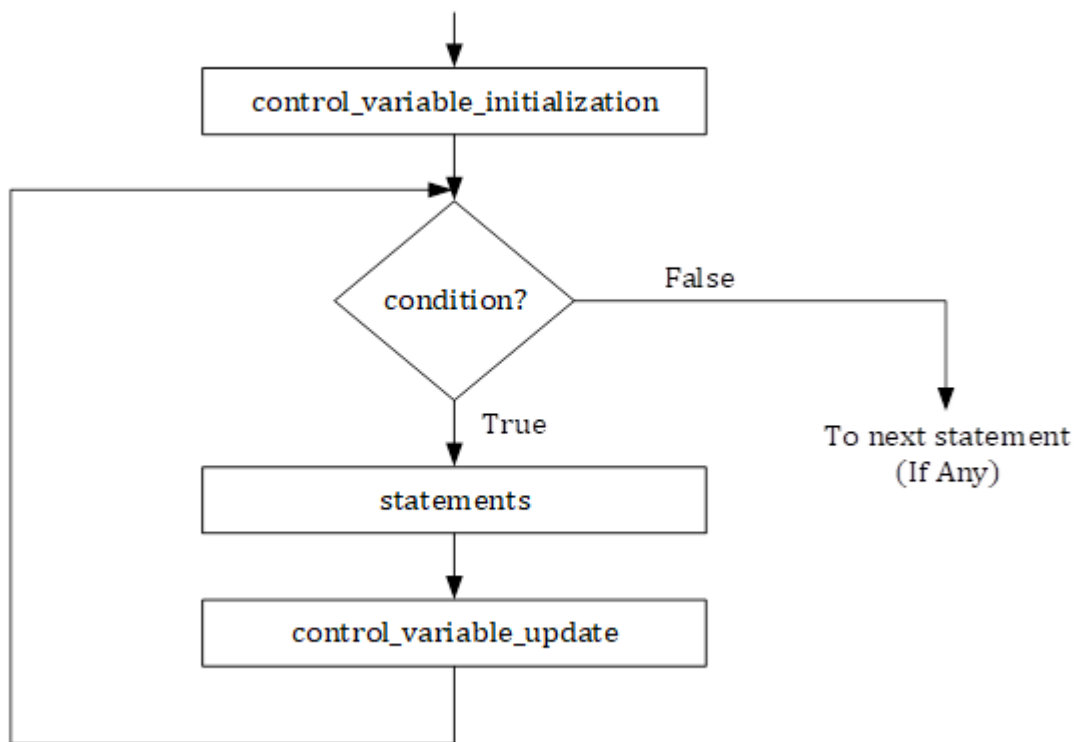 control_variable_initialization
condition?
False
True
To next statement
(If Any)
statements
control_variable_update